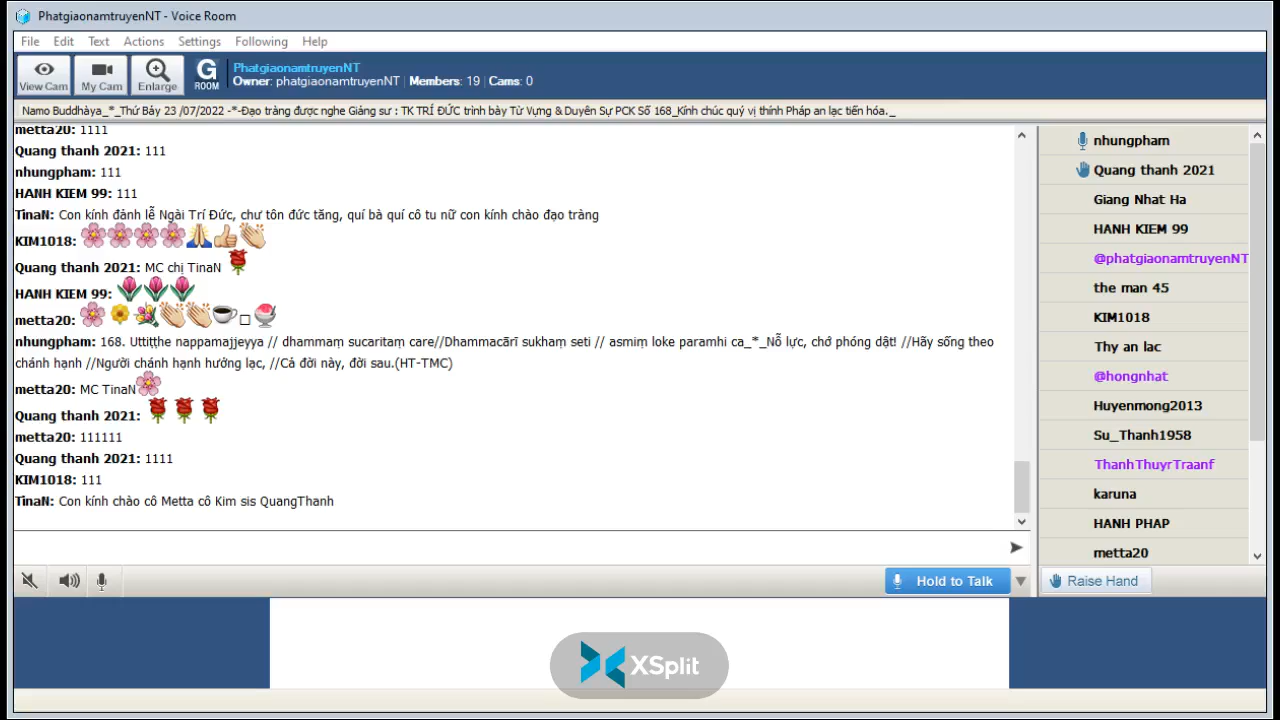 PhatgiaonamtruyenNT - Voice Room
File Edit Text Actions Settings Following Help
View Cam
My Cam
Enlarge
G ROOM
PhatgiaonamtruyenNT
Owner: phatgiaonamtruyenNT | Members: 19 | Cams: 0
Namo Buddhàya_*_Thứ Bảy 23 /07/2022 -*-Đạo tràng được nghe Giảng sư : TK TRÍ ĐỨC trình bày Từ Vựng & Duyên Sự PCK Số 168_Kính chúc quý vị thính Pháp an lạc tiến hóa._
metta20: 1111
Quang thanh 2021: 111
nhungpham: 111
HANH KIEM 99: 111
TinaN: Con kính đảnh lễ Ngài Trí Đức, chư tôn đức tăng, quí bà quí cô tu nữ con kính chào đạo tràng
KIM1018:
Quang thanh 2021: MC chị TinaN
HANH KIEM 99:
metta20:
nhungpham: 168. Uttiṭṭhe nappamajjeyya // dhammaṃ sucaritaṃ care//Dhammacārī sukhaṃ seti // asmiṃ loke paramhi ca_*_Nỗ lực, chớ phóng dật! //Hãy sống theo
chánh hạnh //Người chánh hạnh hưởng lạc, //Cả đời này, đời sau.(HT-TMC)
metta20: MC TinaN
Quang thanh 2021:
metta20: 111111
Quang thanh 2021: 1111
KIM1018: 111
TinaN: Con kính chào cô Metta cô Kim sis QuangThanh
Hold to Talk
nhungpham
Quang thanh 2021
Giang Nhat Ha
HANH KIEM 99
@phatgiaonamtruyenNT
the man 45
KIM1018
Thy an lac
@hongnhat
Huyenmong2013
Su_Thanh1958
ThanhThuyrTraanf
karuna
HANH PHAP
metta20
Raise Hand
XSplit